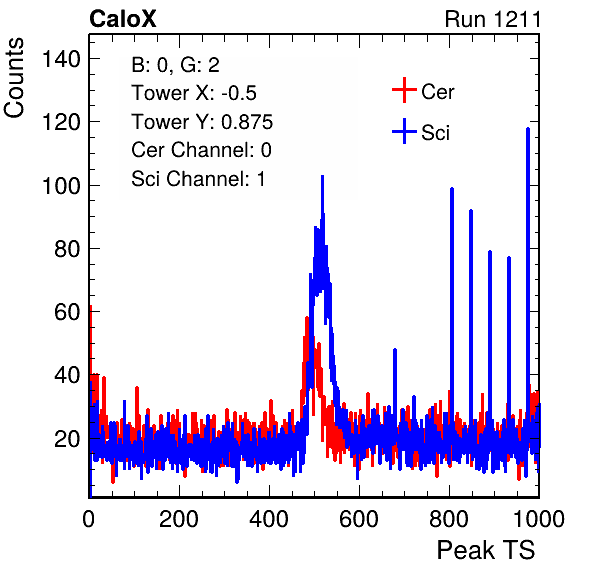 CaloX Run 1211
B: 0, G: 2
Tower X: -0.5
Tower Y: 0.875
Cer Channel: 0
Sci Channel: 1
Cer
Sci
Counts
140
120
100
80
60
40
20
0 200 400 600 800 1000
Peak TS